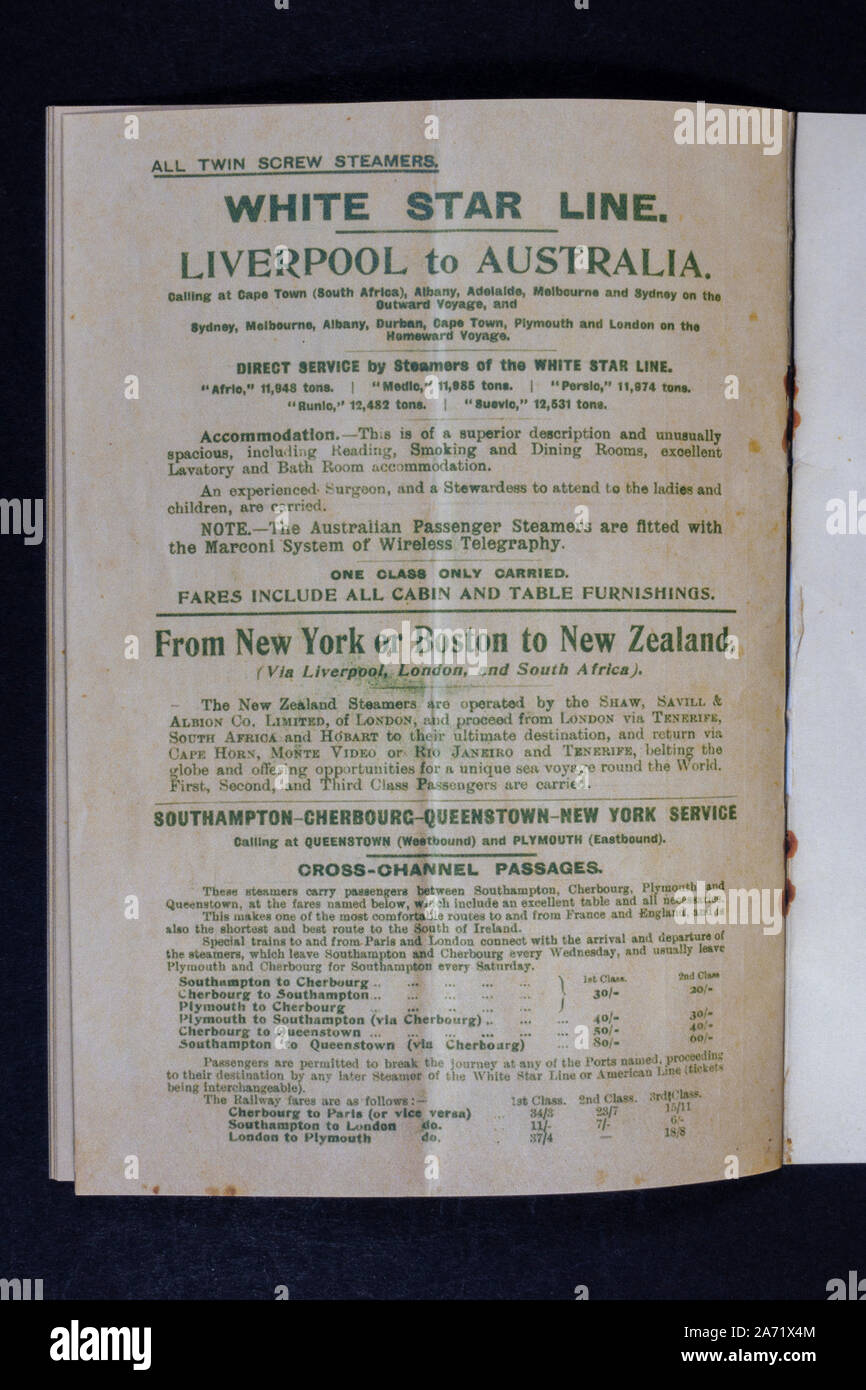 ALL TWIN SCREW STEAMERS.
WHITE STAR LINE.
LIVERPOOL to AUSTRALIA.
Calling at Cape Town (South Africa), Albany, Adelaide, Melbourne and Sydney on the
Outward Voyage, and
Sydney, Melbourne, Albany, Durban, Cape Town, Plymouth and London on the
Homeward Voyage.
DIRECT SERVICE by Steamers of the WHITE STAR LINE.
"Afric," 11,948 tons. | "Medic," 11,985 tons. | "Persic," 11,974 tons.
"Runic," 12,482 tons. | "Suevic," 12,531 tons.
Accommodation.—This is of a superior description and unusually
spacious, including Reading, Smoking and Dining Rooms, excellent
Lavatory and Bath Room accommodation.
An experienced Surgeon, and a Stewardess to attend to the ladies and
children, are carried.
NOTE.—The Australian Passenger Steamers are fitted with
the Marconi System of Wireless Telegraphy.
ONE CLASS ONLY CARRIED.
FARES INCLUDE ALL CABIN AND TABLE FURNISHINGS.
From New York or Boston to New Zealand,
(Via Liverpool, London, and South Africa).
The New Zealand Steamers are operated by the SHAW, SAVILL &
ALBION CO. LIMITED, of LONDON, and proceed from LONDON via TENERIFE,
SOUTH AFRICA and HOBART to their ultimate destination, and return via
CAPE HORN, MONTE VIDEO or RIO JANEIRO and TENERIFE, belting the
globe and offering opportunities for a unique sea voyage round the World.
First, Second, and Third Class Passengers are carried.
SOUTHAMPTON-CHERBOURG-QUEENSTOWN-NEW YORK SERVICE
Calling at QUEENSTOWN (Westbound) and PLYMOUTH (Eastbound).
CROSS-CHANNEL PASSAGES.
These steamers carry passengers between Southampton, Cherbourg, Plymouth and
Queenstown, at the fares named below, which include an excellent table and all necessaries.
This makes one of the most comfortable routes to and from France and England, and is
also the shortest and best route to the South of Ireland.
Special trains to and from Paris and London connect with the arrival and departure of
the steamers, which leave Southampton and Cherbourg every Wednesday, and usually leave
Plymouth and Cherbourg for Southampton every Saturday.
1st Class. 2nd Class
Southampton to Cherbourg .. ... ... ... ...
Cherbourg to Southampton .. ... ... ... ... 30/- 20/-
Plymouth to Cherbourg ... ... ... ...
Plymouth to Southampton (via Cherbourg) .. ... ... 40/- 30/-
Cherbourg to Queenstown ... ... ... ... ... ... 50/- 40/-
Southampton to Queenstown (via Cherbourg) ... 80/- 60/-
Passengers are permitted to break the journey at any of the Ports named, proceeding
to their destination by any later Steamer of the White Star Line or American Line (tickets
being interchangeable).
The Railway fares are as follows:— 1st Class. 2nd Class. 3rd Class.
Cherbourg to Paris (or vice versa) ... 34/3 23/7 15/11
Southampton to London do. 11/- 7/- 6/-
London to Plymouth do. 37/4 — 18/8
alamy
Image ID: 2A71X4M
www.alamy.com